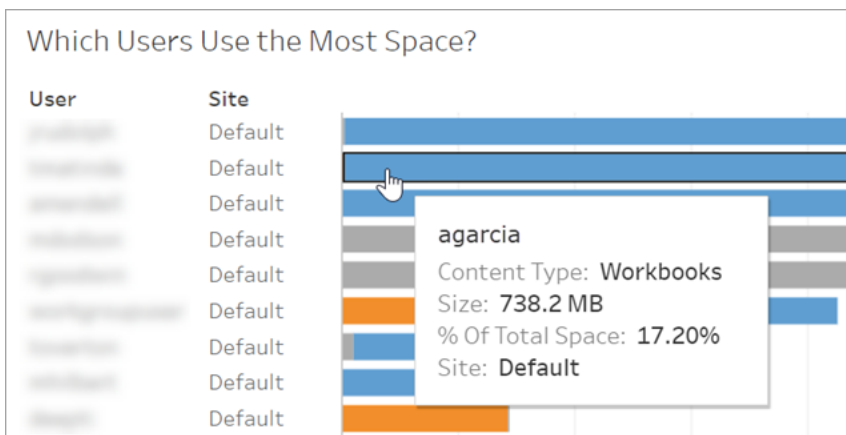 Which Users Use the Most Space?
User Site
Default
Default
Default
Default
Default
Default
Default
Default
Default
agarcia
Content Type: Workbooks
Size: 738.2 MB
% Of Total Space: 17.20%
Site: Default